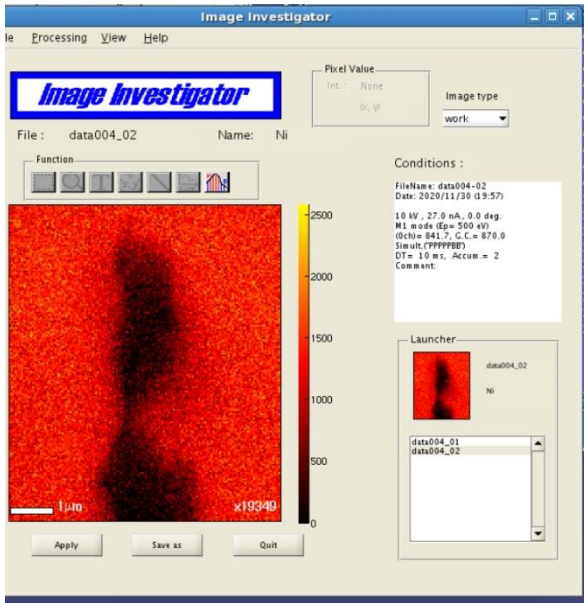 Image Investigator
le Processing View Help
Image Investigator
File : data004_02 Name: Ni
Function
Pixel Value
Int. : None
(x, y)
Image type
work
Conditions :
FileName: data004-02
Date: 2020/11/30 (19:57)
10 kV , 27.0 nA, 0.0 deg.
M1 mode (Ep= 500 eV)
(0ch)= 841.7, G.C.= 870.0
Simult.("PPPPPBB")
DT= 10 ms, Accum.= 2
Comment:
2500
2000
1500
1000
500
0
1μm
x19349
Launcher
data004_02
Ni
data004_01
data004_02
Apply Save as Quit